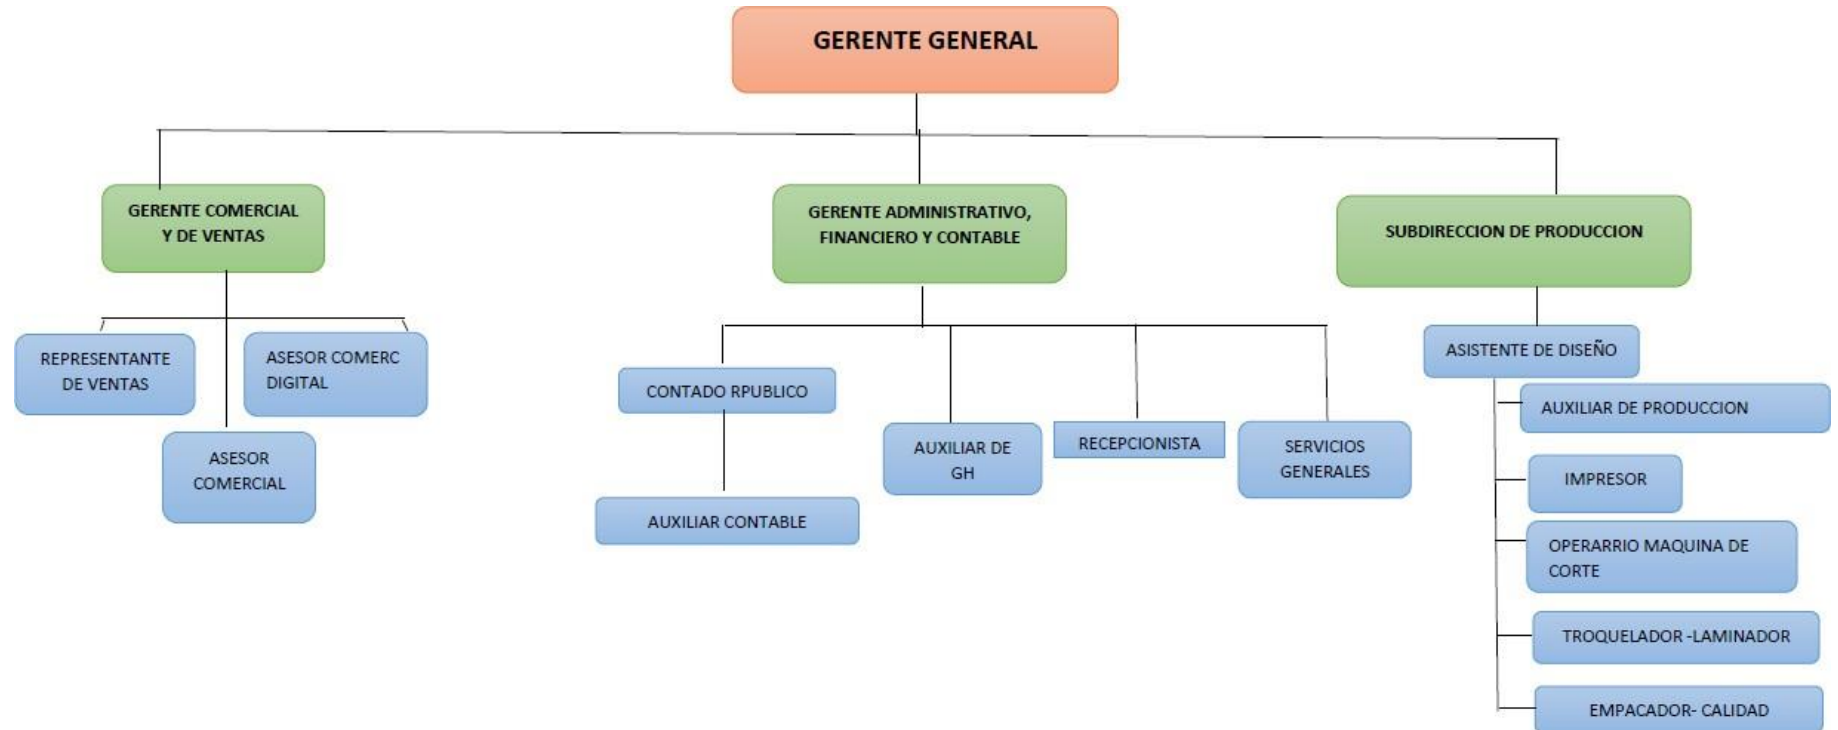 GERENTE GENERAL
GERENTE COMERCIAL
Y DE VENTAS
GERENTE ADMINISTRATIVO,
FINANCIERO Y CONTABLE
SUBDIRECCION DE PRODUCCION
REPRESENTANTE
DE VENTAS
ASESOR COMERC
DIGITAL
ASESOR
COMERCIAL
CONTADO RPUBLICO
AUXILIAR CONTABLE
AUXILIAR DE
GH
RECEPCIONISTA
SERVICIOS
GENERALES
ASISTENTE DE DISEÑO
AUXILIAR DE PRODUCCION
IMPRESOR
OPERARRIO MAQUINA DE
CORTE
TROQUELADOR -LAMINADOR
EMPACADOR- CALIDAD